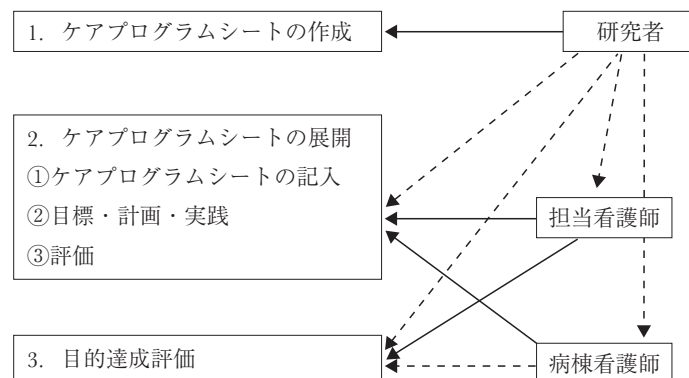 1. ケアプログラムシートの作成
研究者
2. ケアプログラムシートの展開
①ケアプログラムシートの記入
②目標・計画・実践
③評価
担当看護師
3. 目的達成評価
病棟看護師